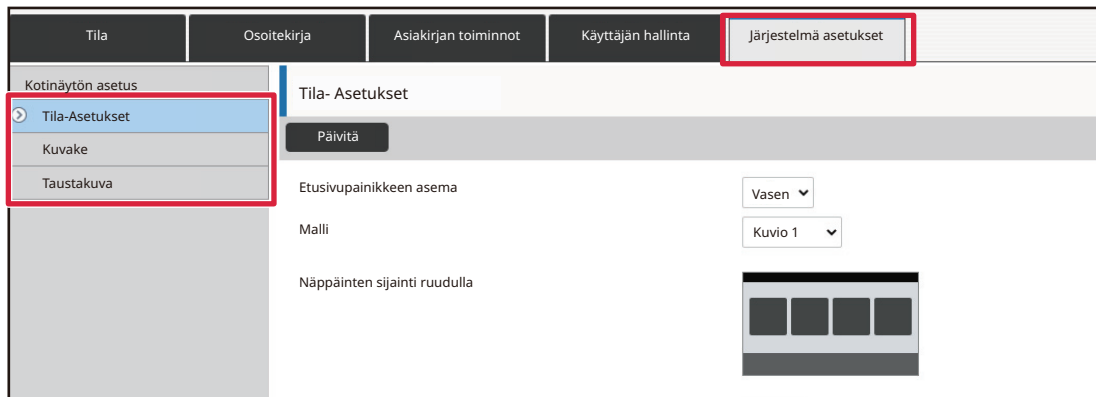 Tila
Osoitekirja
Asiakirjan toiminnot
Käyttäjän hallinta
Järjestelmä asetukset
Kotinäytön asetus
Tila-Asetukset
Kuvake
Taustakuva
Tila- Asetukset
Päivitä
Etusivupainikkeen asema
Vasen
Malli
Kuvio 1
Näppäinten sijainti ruudulla